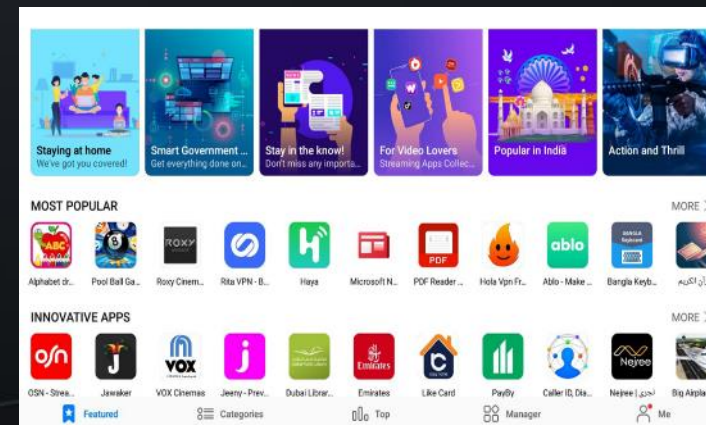 Staying at home
We've got you covered!
Smart Government ...
Get everything done on...
Stay in the know!
Don't miss any importa...
For Video Lovers
Streaming Apps Collec...
Popular in India
Action and Thrill
MOST POPULAR
MORE
ABC
8
ROXY
PDF
ablo
BANGLA
Keyboard
Alphabet dr...
Pool Ball Ga...
Roxy Cinem...
Rita VPN - B...
Haya
Microsoft N...
PDF Reader ...
Hola Vpn Fr...
Ablo - Make ...
Bangla Keyb...
INNOVATIVE APPS
MORE
osn
J
VOX
j
Emirates
C
Nejree
OSN - Strea...
Jawaker
VOX Cinemas
Jeeny - Prev...
Dubai Librar...
Emirates
Like Card
PayBy
Caller ID, Dia...
Nejree | نجري
Big Airpla
Featured
Categories
Top
Manager
Me